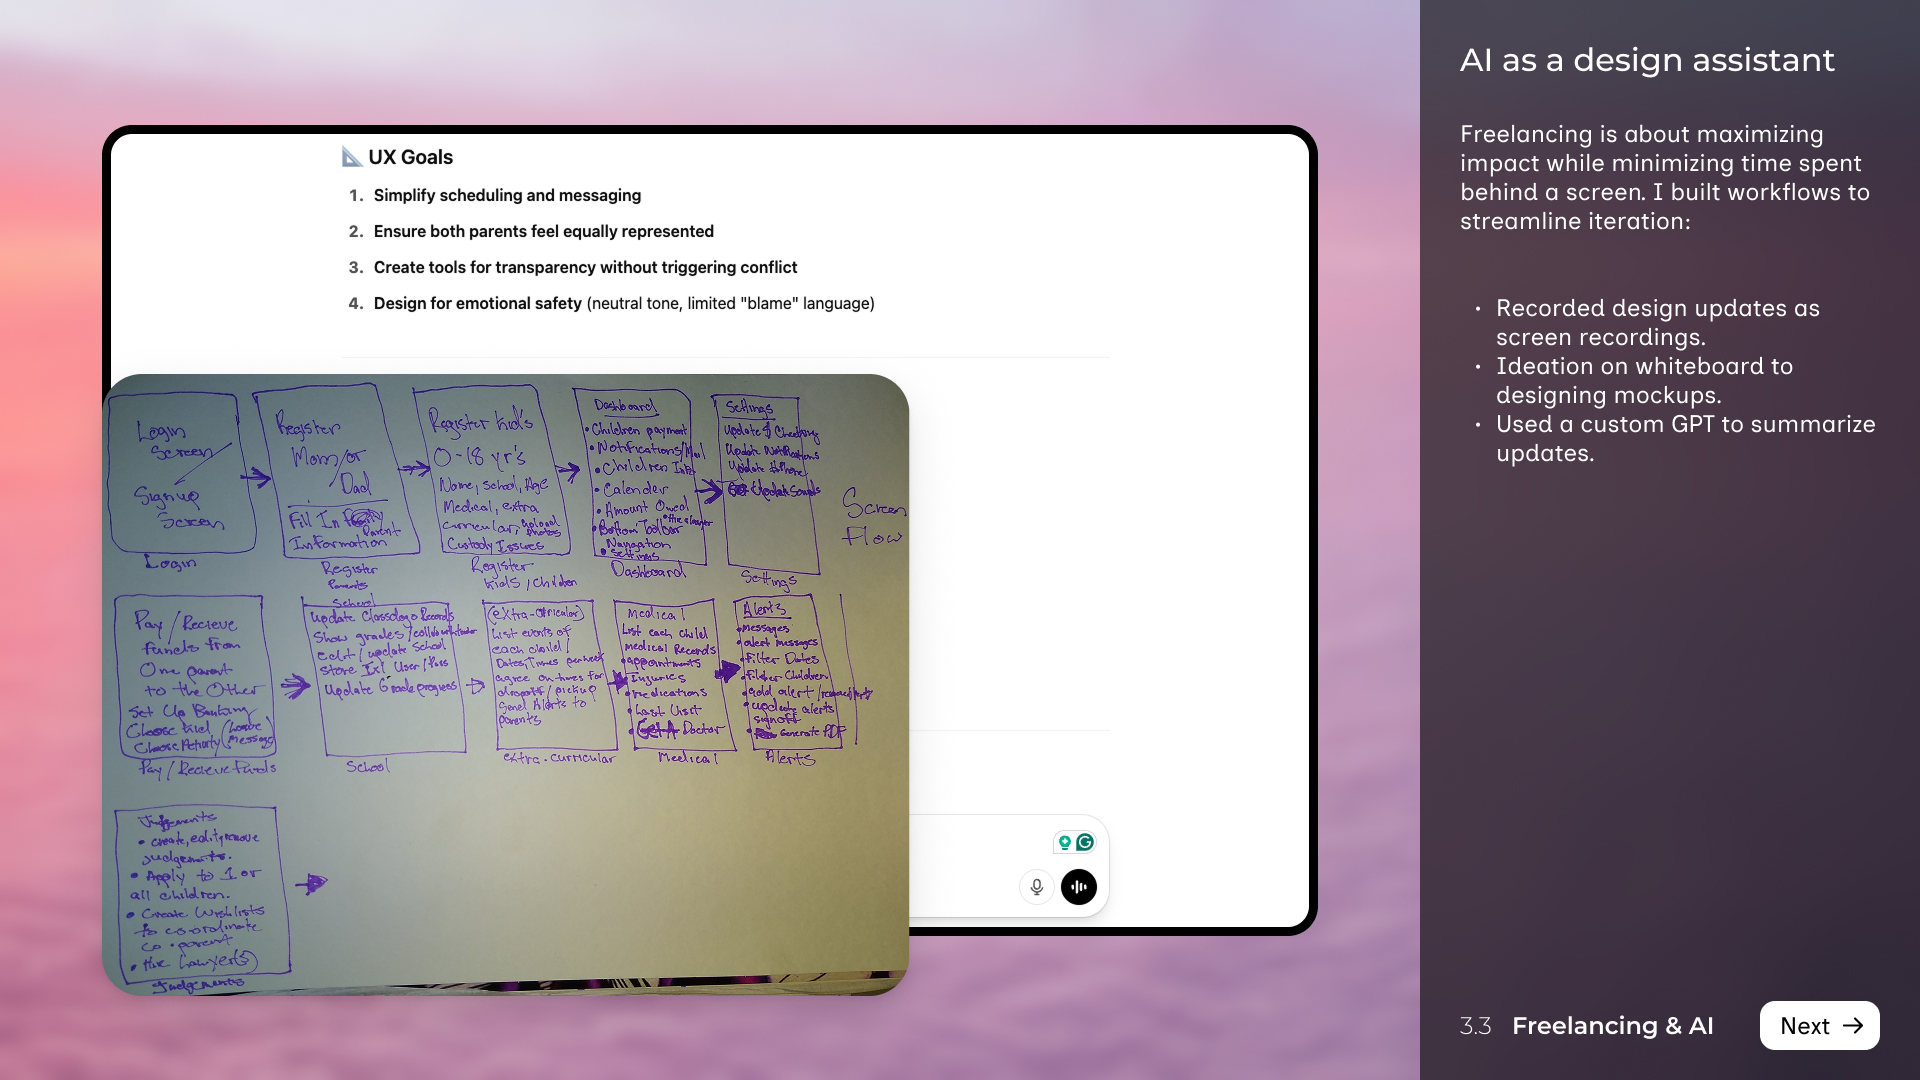 AI as a design assistant
Freelancing is about maximizing
impact while minimizing time spent
behind a screen. I built workflows to
streamline iteration:
• Recorded design updates as
screen recordings.
• Ideation on whiteboard to
designing mockups.
• Used a custom GPT to summarize
updates.
3.3 Freelancing & AI
Next →
UX Goals
1. Simplify scheduling and messaging
2. Ensure both parents feel equally represented
3. Create tools for transparency without triggering conflict
4. Design for emotional safety (neutral tone, limited "blame" language)
Login
Screen
Signup
Screen
Login
Register
Mom/or
Dad
Fill In
Parent
Information
Register
Parents
Register Kid's
0-18 yr's
Name, school, Age
Medical, extra
curricular, upload
photos
Custody Issues
Register
kids/children
Dashboard
• Children payment
• Notifications/Mail
• Children Info
• Calender
• Amount Owed
• Bottom Toolbar
Navigation
• Settings
Dashboard
Settings
Update
Update Notifications
Update
Update Sounds
Settings
Screen
Flow
Pay/Recieve
funds from
One parent
to the Other
Set Up Banking
Choose Kid
Choose Activity
Message
Pay/Recieve Funds
School
Update Classdojo Records
Show grades/
edit/update School
Store User/Pass
Update Grade progress
School
(extra-curricular)
List events of
each child/
Dates, Times
agree on times for
dropoff/pickup
Send Alerts to
parents
extra-curricular
Medical
List each child
medical Records
• appointments
• Injuries
• medications
• Last Visit
• Doctor
Medical
Alerts
• messages
• alert messages
• Filter Dates
• Filter Children
• add alert/
• update alerts
signoff
• Generate PDF
Alerts
Judgements
• create, edit, remove
judgements.
• Apply to 1 or
all children.
• Create Wishlists
to co-ordinate
co-parent
• Hire Lawyer(s)
Judgements